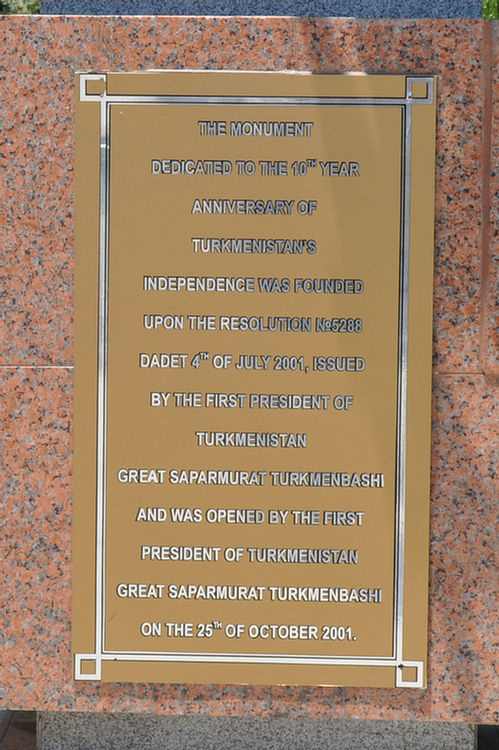 THE MONUMENT
DEDICATED TO THE 10TH YEAR
ANNIVERSARY OF
TURKMENISTAN'S
INDEPENDENCE WAS FOUNDED
UPON THE RESOLUTION №5288
DADET 4TH OF JULY 2001, ISSUED
BY THE FIRST PRESIDENT OF
TURKMENISTAN
GREAT SAPARMURAT TURKMENBASHI
AND WAS OPENED BY THE FIRST
PRESIDENT OF TURKMENISTAN
GREAT SAPARMURAT TURKMENBASHI
ON THE 25TH OF OCTOBER 2001.